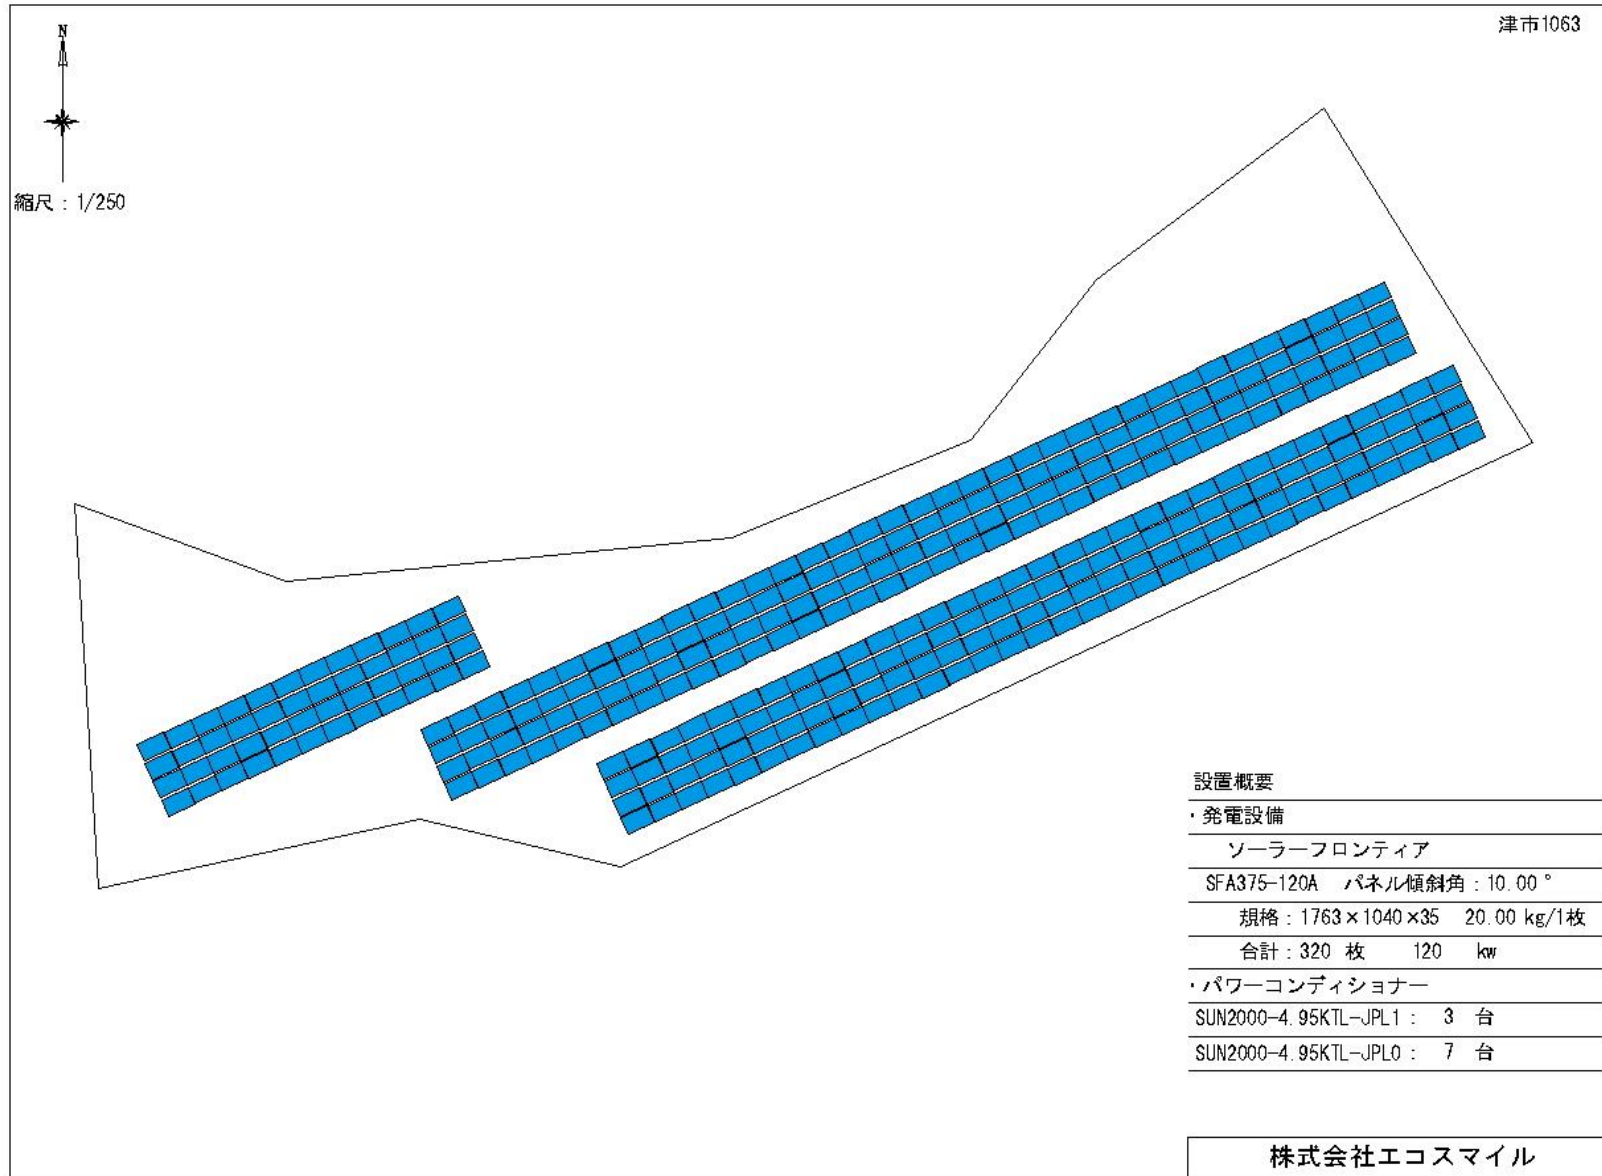 津市1063
N
縮尺:1/250
設置概要
・発電設備
ソーラーフロンティア
SFA375-120A パネル傾斜角:10.00°
規格:1763×1040×35 20.00 kg/1枚
合計:320 枚 120 kw
・パワーコンディショナー
SUN2000-4.95KTL-JPL1: 3 台
SUN2000-4.95KTL-JPL0: 7 台
株式会社エコスマイル